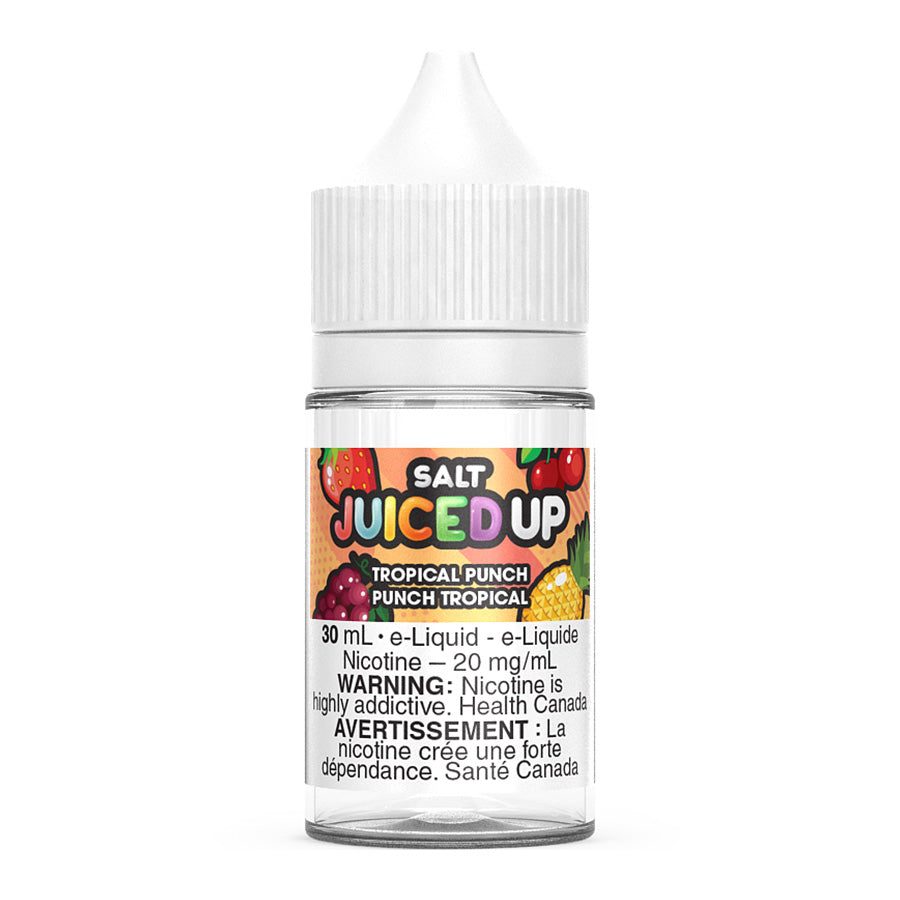 SALT
JUICED UP
TROPICAL PUNCH
PUNCH TROPICAL
30 mL • e-Liquid - e-Liquide
Nicotine – 20 mg/mL
WARNING: Nicotine is
highly addictive. Health Canada
AVERTISSEMENT : La
nicotine crée une forte
dépendance. Santé Canada